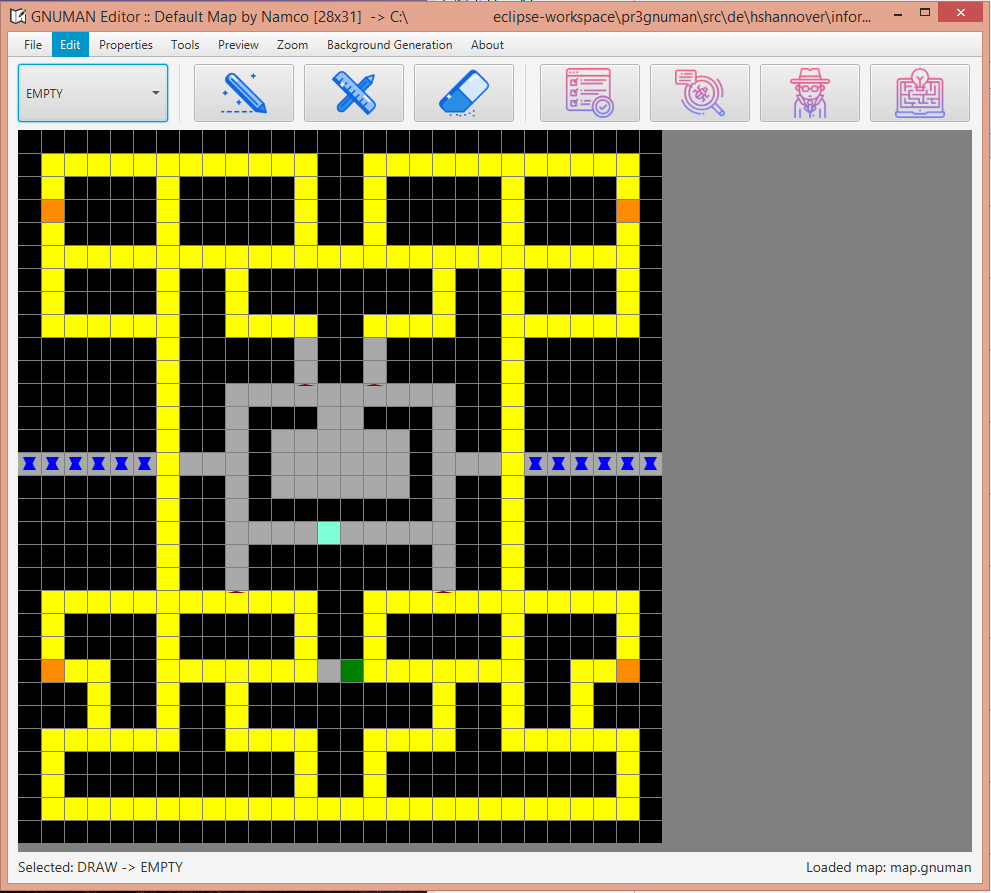 GNUMAN Editor :: Default Map by Namco [28x31] -> C:\ eclipse-workspace\pr3gnuman\src\de\hshannover\infor...
File Edit Properties Tools Preview Zoom Background Generation About
EMPTY
Selected: DRAW -> EMPTY Loaded map: map.gnuman